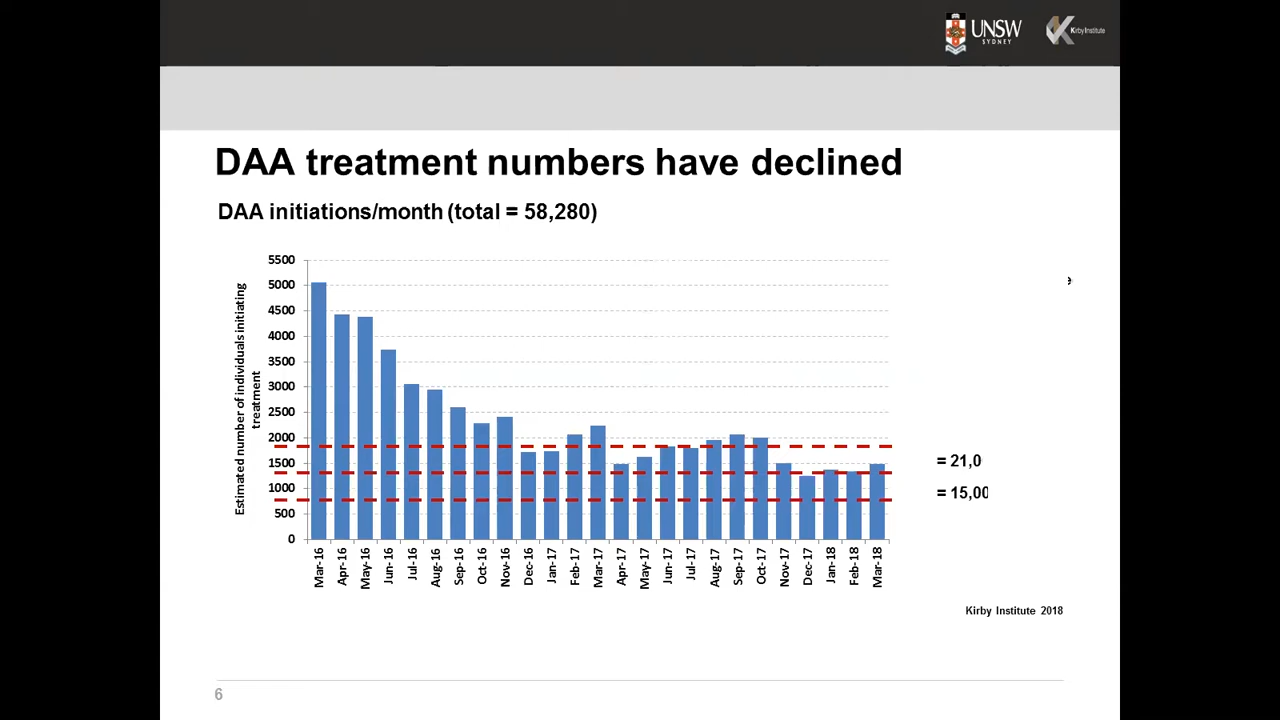 UNSW
SYDNEY
Kirby Institute
DAA treatment numbers have declined
DAA initiations/month (total = 58,280)
Estimated number of individuals initiating
treatment
5500
5000
4500
4000
3500
3000
2500
2000
1500
1000
500
0
Mar-16
Apr-16
May-16
Jun-16
Jul-16
Aug-16
Sep-16
Oct-16
Nov-16
Dec-16
Jan-17
Feb-17
Mar-17
Apr-17
May-17
Jun-17
Jul-17
Aug-17
Sep-17
Oct-17
Nov-17
Dec-17
Jan-18
Feb-18
Mar-18
e
= 21,0
= 15,00
Kirby Institute 2018
6